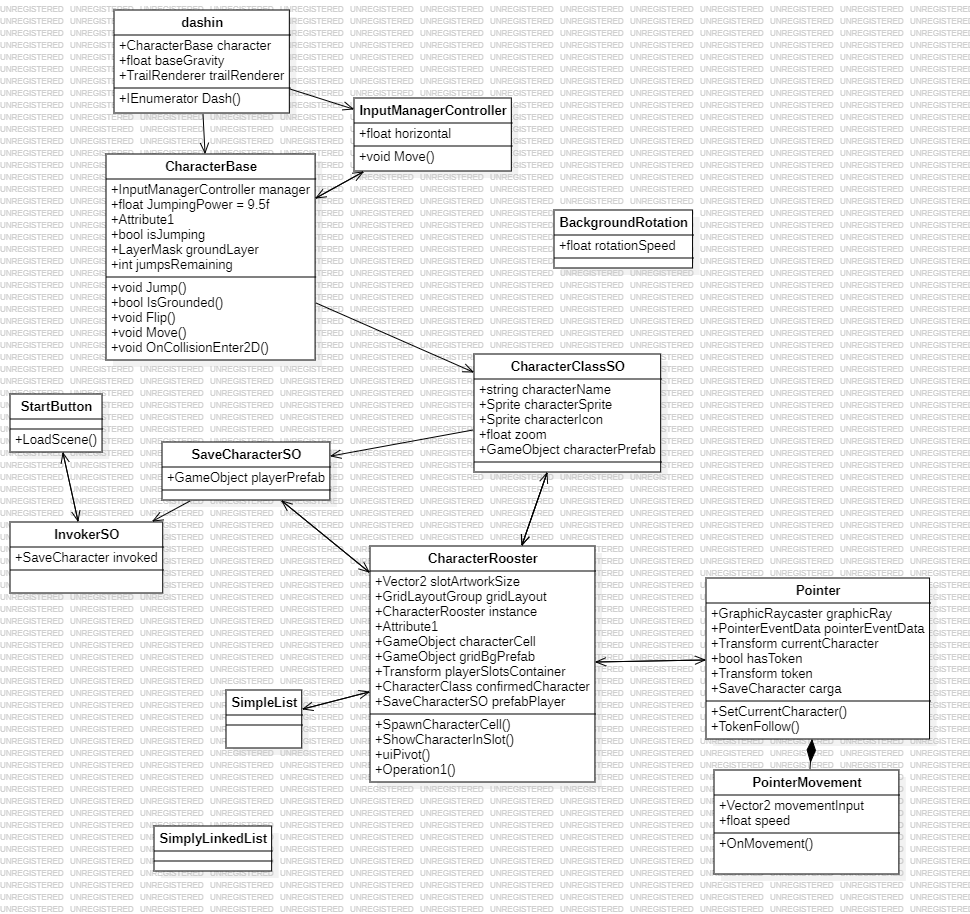 dashin
+CharacterBase character
+float baseGravity
+TrailRenderer trailRenderer
+IEnumerator Dash()
InputManagerController
+float horizontal
+void Move()
CharacterBase
+InputManagerController manager
+float JumpingPower = 9.5f
+Attribute1
+bool isJumping
+LayerMask groundLayer
+int jumpsRemaining
+void Jump()
+bool IsGrounded()
+void Flip()
+void Move()
+void OnCollisionEnter2D()
BackgroundRotation
+float rotationSpeed
CharacterClassSO
+string characterName
+Sprite characterSprite
+Sprite characterIcon
+float zoom
+GameObject characterPrefab
StartButton
+LoadScene()
SaveCharacterSO
+GameObject playerPrefab
InvokerSO
+SaveCharacter invoked
CharacterRooster
+Vector2 slotArtworkSize
+GridLayoutGroup gridLayout
+CharacterRooster instance
+Attribute1
+GameObject characterCell
+GameObject gridBgPrefab
+Transform playerSlotsContainer
+CharacterClass confirmedCharacter
+SaveCharacterSO prefabPlayer
+SpawnCharacterCell()
+ShowCharacterInSlot()
+uiPivot()
+Operation1()
Pointer
+GraphicRaycaster graphicRay
+PointerEventData pointerEventData
+Transform currentCharacter
+bool hasToken
+Transform token
+SaveCharacter carga
+SetCurrentCharacter()
+TokenFollow()
SimpleList
PointerMovement
+Vector2 movementInput
+float speed
+OnMovement()
SimplyLinkedList
UNREGISTERED